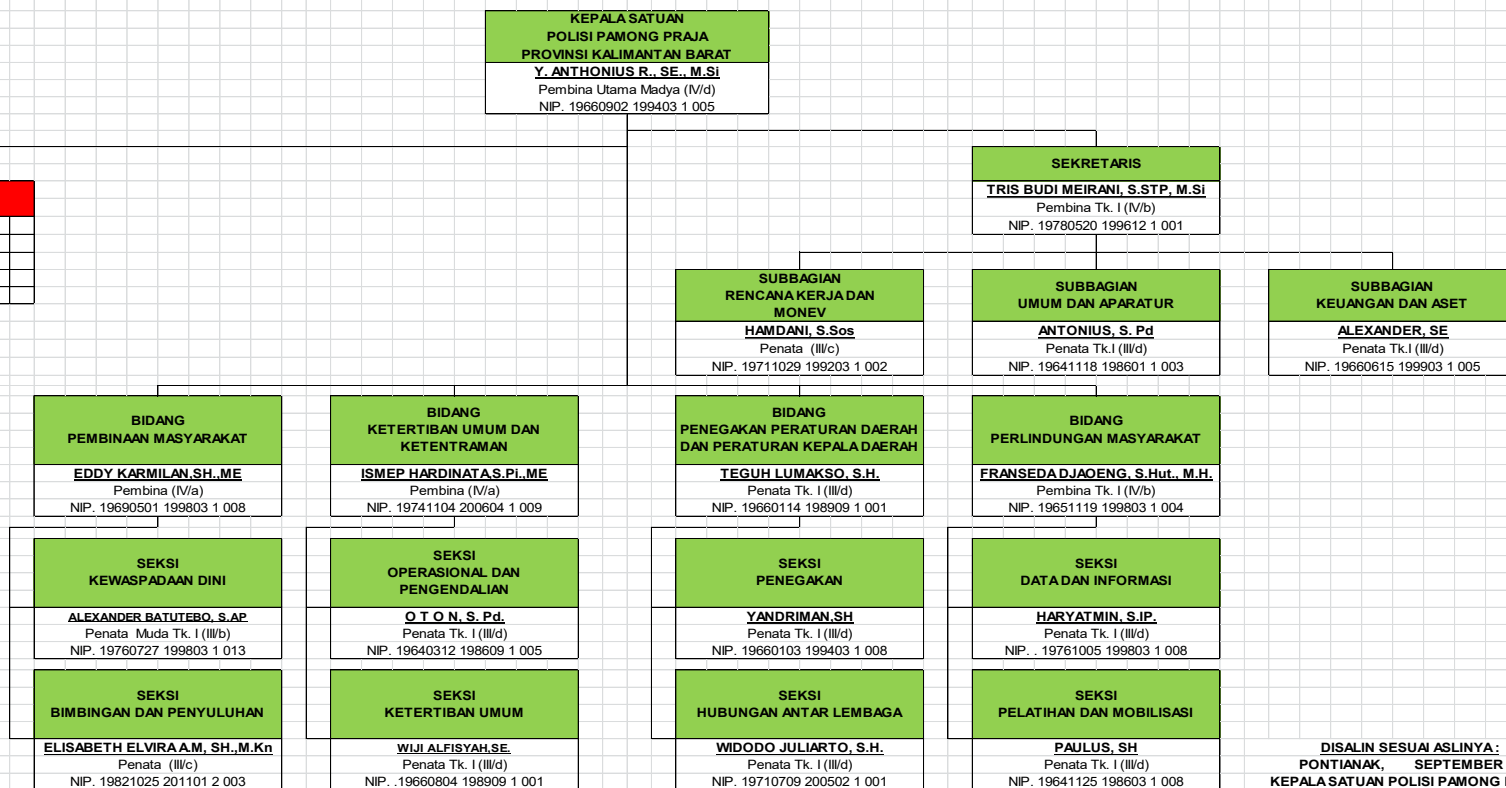 KEPALA SATUAN
POLISI PAMONG PRAJA
PROVINSI KALIMANTAN BARAT
Y. ANTHONIUS R., SE., M.Si
Pembina Utama Madya (IV/d)
NIP. 19660902 199403 1 005
SEKRETARIS
TRIS BUDI MEIRANI, S.STP, M.Si
Pembina Tk. I (IV/b)
NIP. 19780520 199612 1 001
SUBBAGIAN
RENCANA KERJA DAN
MONEV
HAMDANI, S.Sos
Penata (III/c)
NIP. 19711029 199203 1 002
SUBBAGIAN
UMUM DAN APARATUR
ANTONIUS, S. Pd
Penata Tk.I (III/d)
NIP. 19641118 198601 1 003
SUBBAGIAN
KEUANGAN DAN ASET
ALEXANDER, SE
Penata Tk.I (III/d)
NIP. 19660615 199903 1 005
BIDANG
PEMBINAAN MASYARAKAT
EDDY KARMILAN,SH.,ME
Pembina (IV/a)
NIP. 19690501 199803 1 008
BIDANG
KETERTIBAN UMUM DAN
KETENTRAMAN
ISMEP HARDINATA,S.Pi.,ME
Pembina (IV/a)
NIP. 19741104 200604 1 009
BIDANG
PENEGAKAN PERATURAN DAERAH
DAN PERATURAN KEPALA DAERAH
TEGUH LUMAKSO, S.H.
Penata Tk. I (III/d)
NIP. 19660114 198909 1 001
BIDANG
PERLINDUNGAN MASYARAKAT
FRANSEDA DJAOENG, S.Hut., M.H.
Pembina Tk. I (IV/b)
NIP. 19651119 199803 1 004
SEKSI
KEWASPADAAN DINI
ALEXANDER BATUTEBO, S.AP
Penata Muda Tk. I (III/b)
NIP. 19760727 199803 1 013
SEKSI
OPERASIONAL DAN
PENGENDALIAN
O T O N, S. Pd.
Penata Tk. I (III/d)
NIP. 19640312 198609 1 005
SEKSI
PENEGAKAN
YANDRIMAN,SH
Penata Tk. I (III/d)
NIP. 19660103 199403 1 008
SEKSI
DATA DAN INFORMASI
HARYATMIN, S.IP.
Penata Tk. I (III/d)
NIP. . 19761005 199803 1 008
SEKSI
BIMBINGAN DAN PENYULUHAN
ELISABETH ELVIRA A.M, SH.,M.Kn
Penata (III/c)
NIP. 19821025 201101 2 003
SEKSI
KETERTIBAN UMUM
WIJI ALFISYAH,SE.
Penata Tk. I (III/d)
NIP. .19660804 198909 1 001
SEKSI
HUBUNGAN ANTAR LEMBAGA
WIDODO JULIARTO, S.H.
Penata Tk. I (III/d)
NIP. 19710709 200502 1 001
SEKSI
PELATIHAN DAN MOBILISASI
PAULUS, SH
Penata Tk. I (III/d)
NIP. 19641125 198603 1 008
DISALIN SESUAI ASLINYA :
PONTIANAK, SEPTEMBER
KEPALA SATUAN POLISI PAMONG